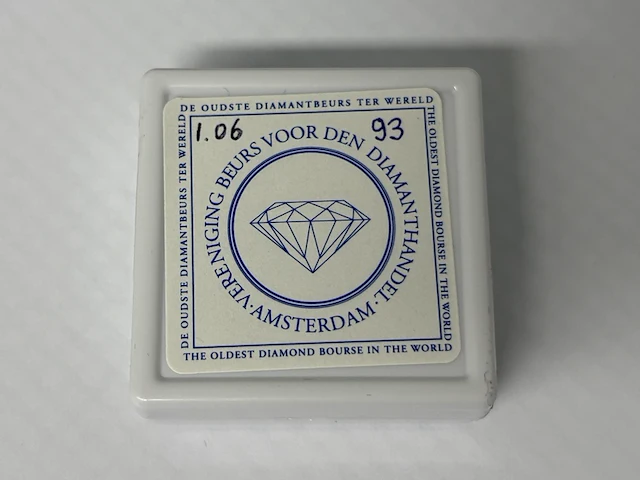 DE OUDSTE DIAMANTBEURS TER WERELD
1.06
93
VERENIGING BEURS VOOR DEN DIAMANTHANDEL
·AMSTERDAM·
DE OUDSTE DIAMANTBEURS TER WERELD
THE OLDEST DIAMOND BOURSE IN THE WORLD
THE OLDEST DIAMOND BOURSE IN THE WORLD